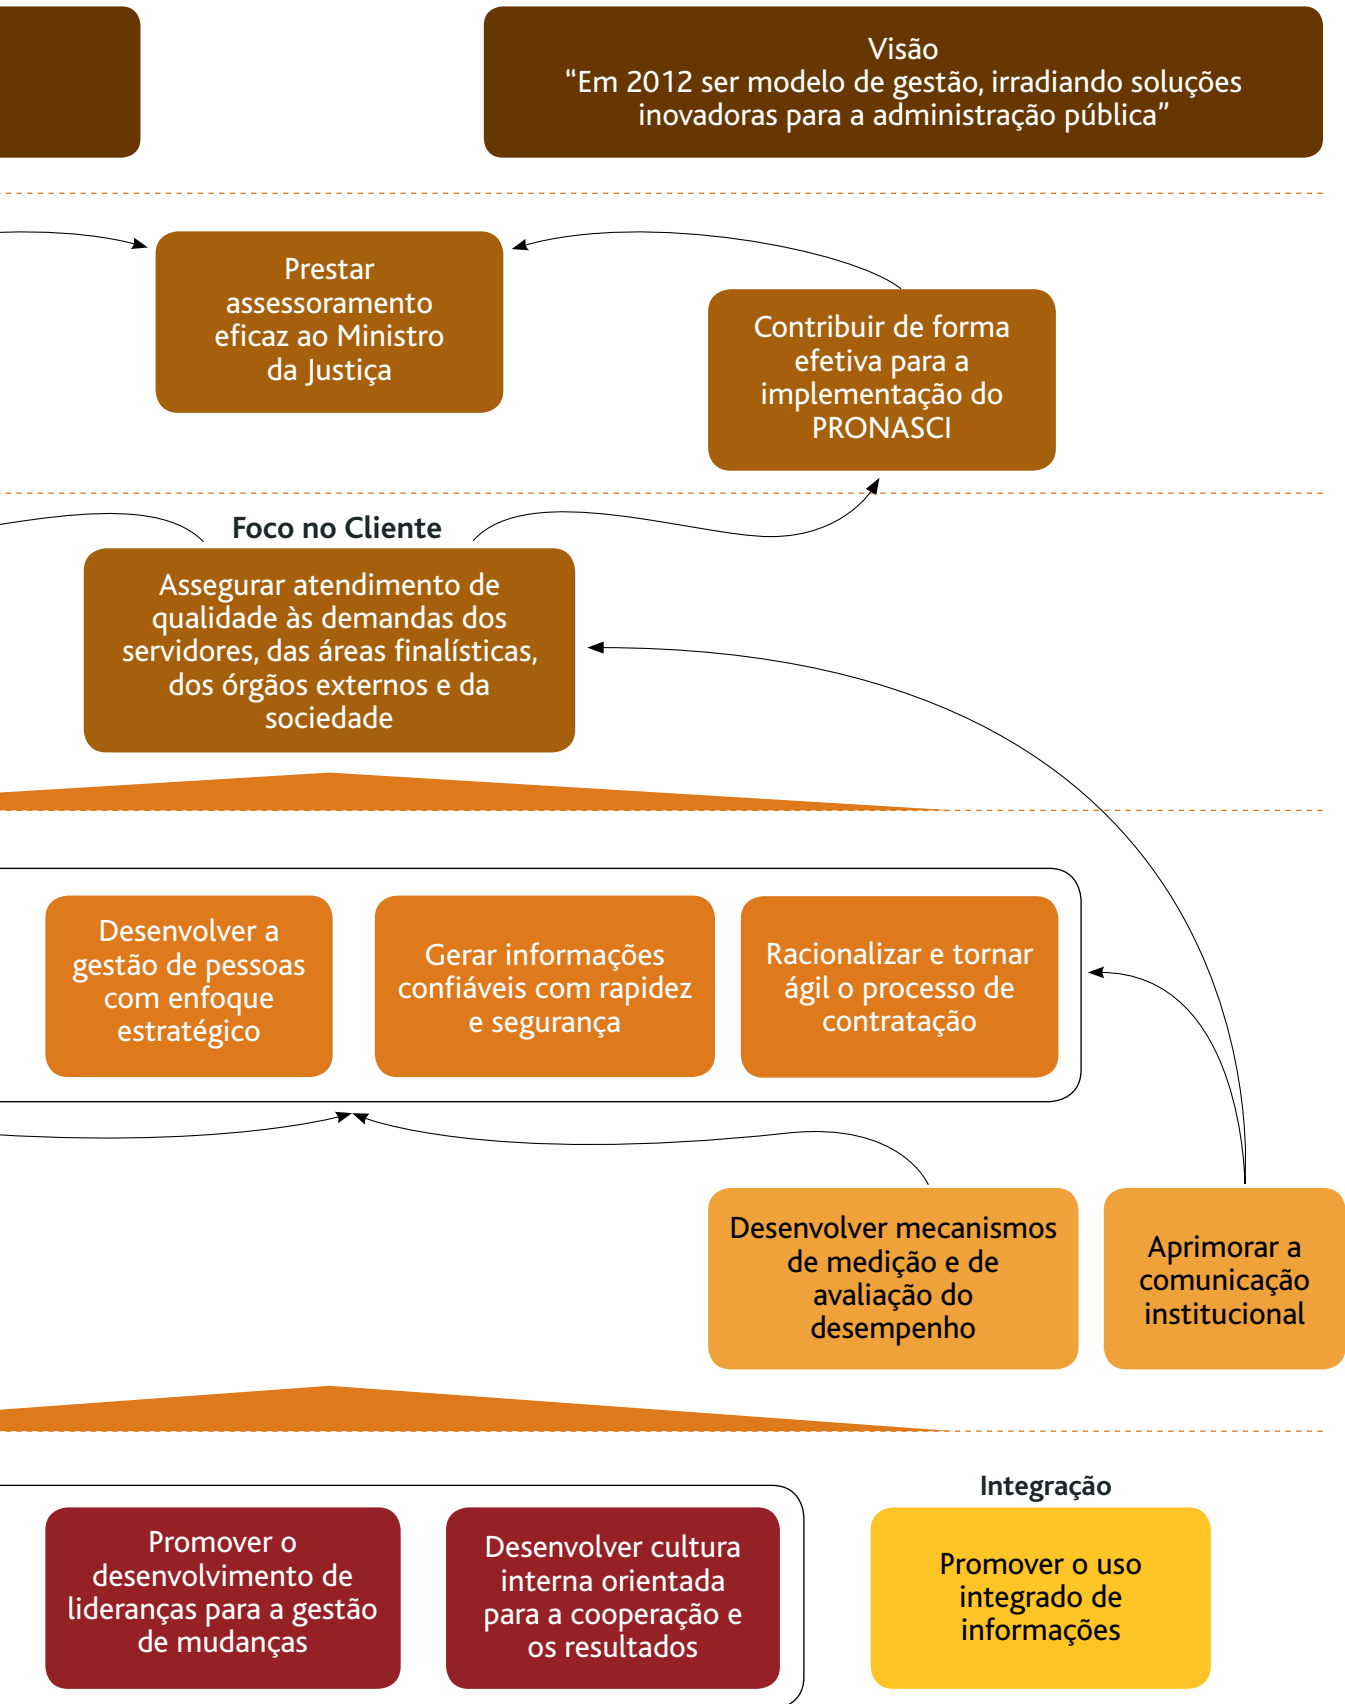 Visão
“Em 2012 ser modelo de gestão, irradiando soluções
inovadoras para a administração pública”
Prestar
assessoramento
eficaz ao Ministro
da Justiça
Contribuir de forma
efetiva para a
implementação do
PRONASCI
Foco no Cliente
Assegurar atendimento de
qualidade às demandas dos
servidores, das áreas finalísticas,
dos órgãos externos e da
sociedade
Desenvolver a
gestão de pessoas
com enfoque
estratégico
Gerar informações
confiáveis com rapidez
e segurança
Racionalizar e tornar
ágil o processo de
contratação
Desenvolver mecanismos
de medição e de
avaliação do
desempenho
Aprimorar a
comunicação
institucional
Promover o
desenvolvimento de
lideranças para a gestão
de mudanças
Desenvolver cultura
interna orientada
para a cooperação e
os resultados
Integração
Promover o uso
integrado de
informações